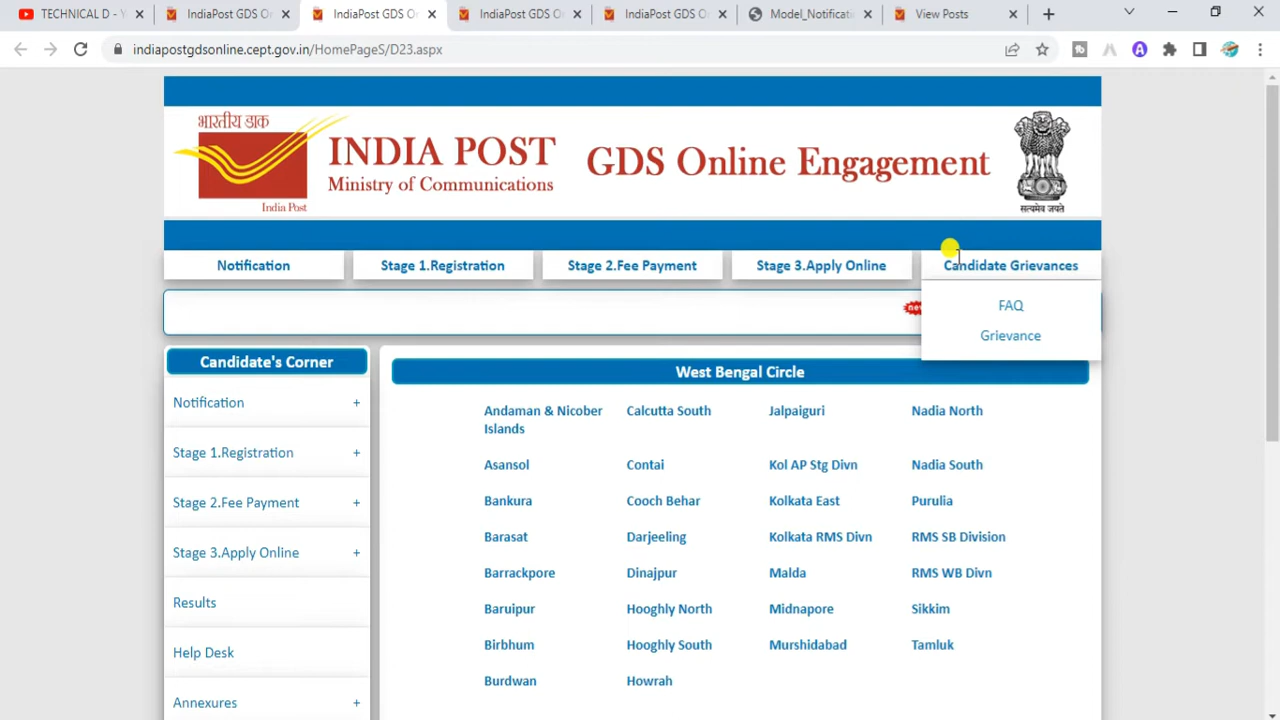 TECHNICAL D - Y
IndiaPost GDS O
IndiaPost GDS O
IndiaPost GDS O
IndiaPost GDS O
Model_Notificati
View Posts
indiapostgdsonline.cept.gov.in/HomePageS/D23.aspx
भारतीय डाक
India Post
INDIA POST
Ministry of Communications
GDS Online Engagement
सत्यमेव जयते
Notification
Stage 1.Registration
Stage 2.Fee Payment
Stage 3.Apply Online
Candidate Grievances
FAQ
Grievance
new
Candidate's Corner
Notification +
Stage 1.Registration +
Stage 2.Fee Payment +
Stage 3.Apply Online +
Results
Help Desk
Annexures +
West Bengal Circle
Andaman & Nicober Islands Calcutta South Jalpaiguri Nadia North
Asansol Contai Kol AP Stg Divn Nadia South
Bankura Cooch Behar Kolkata East Purulia
Barasat Darjeeling Kolkata RMS Divn RMS SB Division
Barrackpore Dinajpur Malda RMS WB Divn
Baruipur Hooghly North Midnapore Sikkim
Birbhum Hooghly South Murshidabad Tamluk
Burdwan Howrah